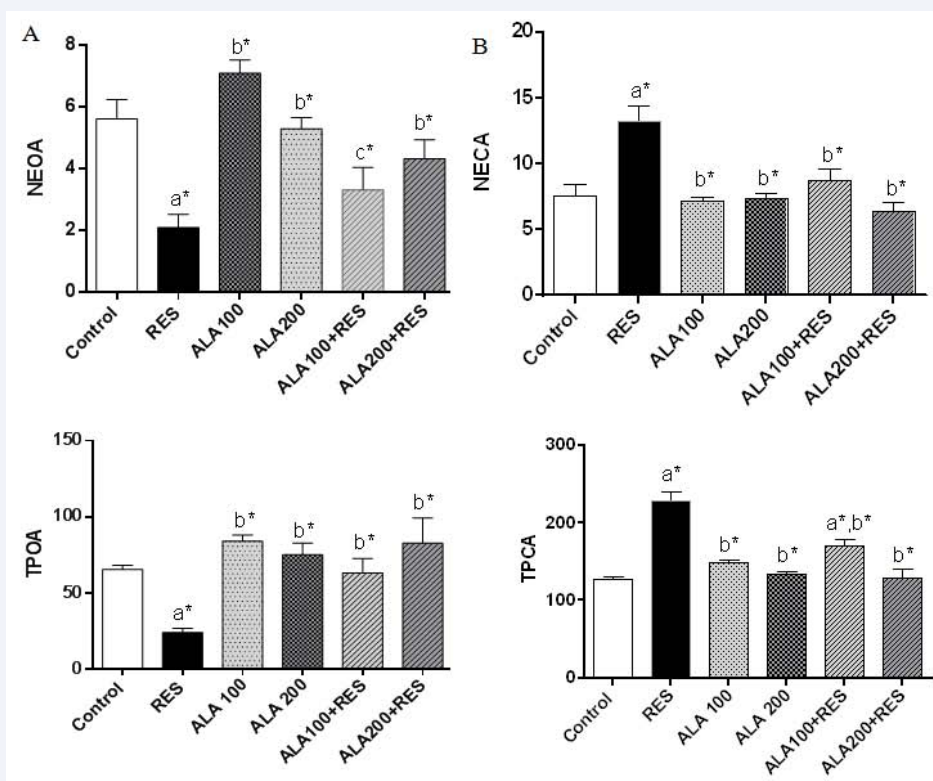 A
NEOA
8
6
4
2
0
a*
b*
b*
c*
b*
Control
RES
ALA100
ALA200
ALA100+RES
ALA200+RES
B
NECA
20
15
10
5
0
a*
b*
b*
b*
b*
Control
RES
ALA100
ALA200
ALA100+RES
ALA200+RES
TPOA
150
100
50
0
a*
b*
b*
b*
b*
Control
RES
ALA 100
ALA 200
ALA100+RES
ALA200+RES
TPCA
300
200
100
0
a*
b*
b*
a*,b*
b*
Control
RES
ALA 100
ALA 200
ALA100+RES
ALA200+RES